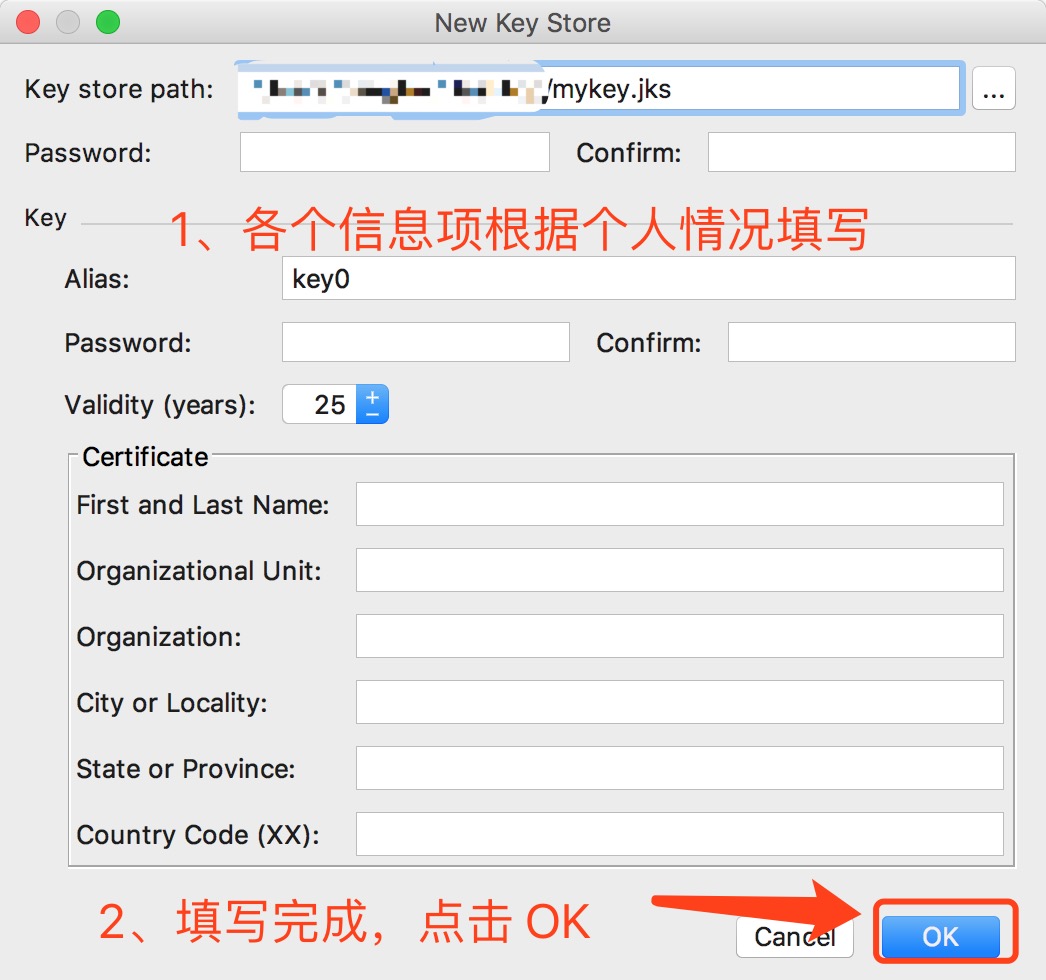 New Key Store
Key store path: /mykey.jks ...
Password: Confirm:
Key
1、各个信息项根据个人情况填写
Alias: key0
Password: Confirm:
Validity (years): 25
Certificate
First and Last Name:
Organizational Unit:
Organization:
City or Locality:
State or Province:
Country Code (XX):
2、填写完成，点击 OK
Cancel OK